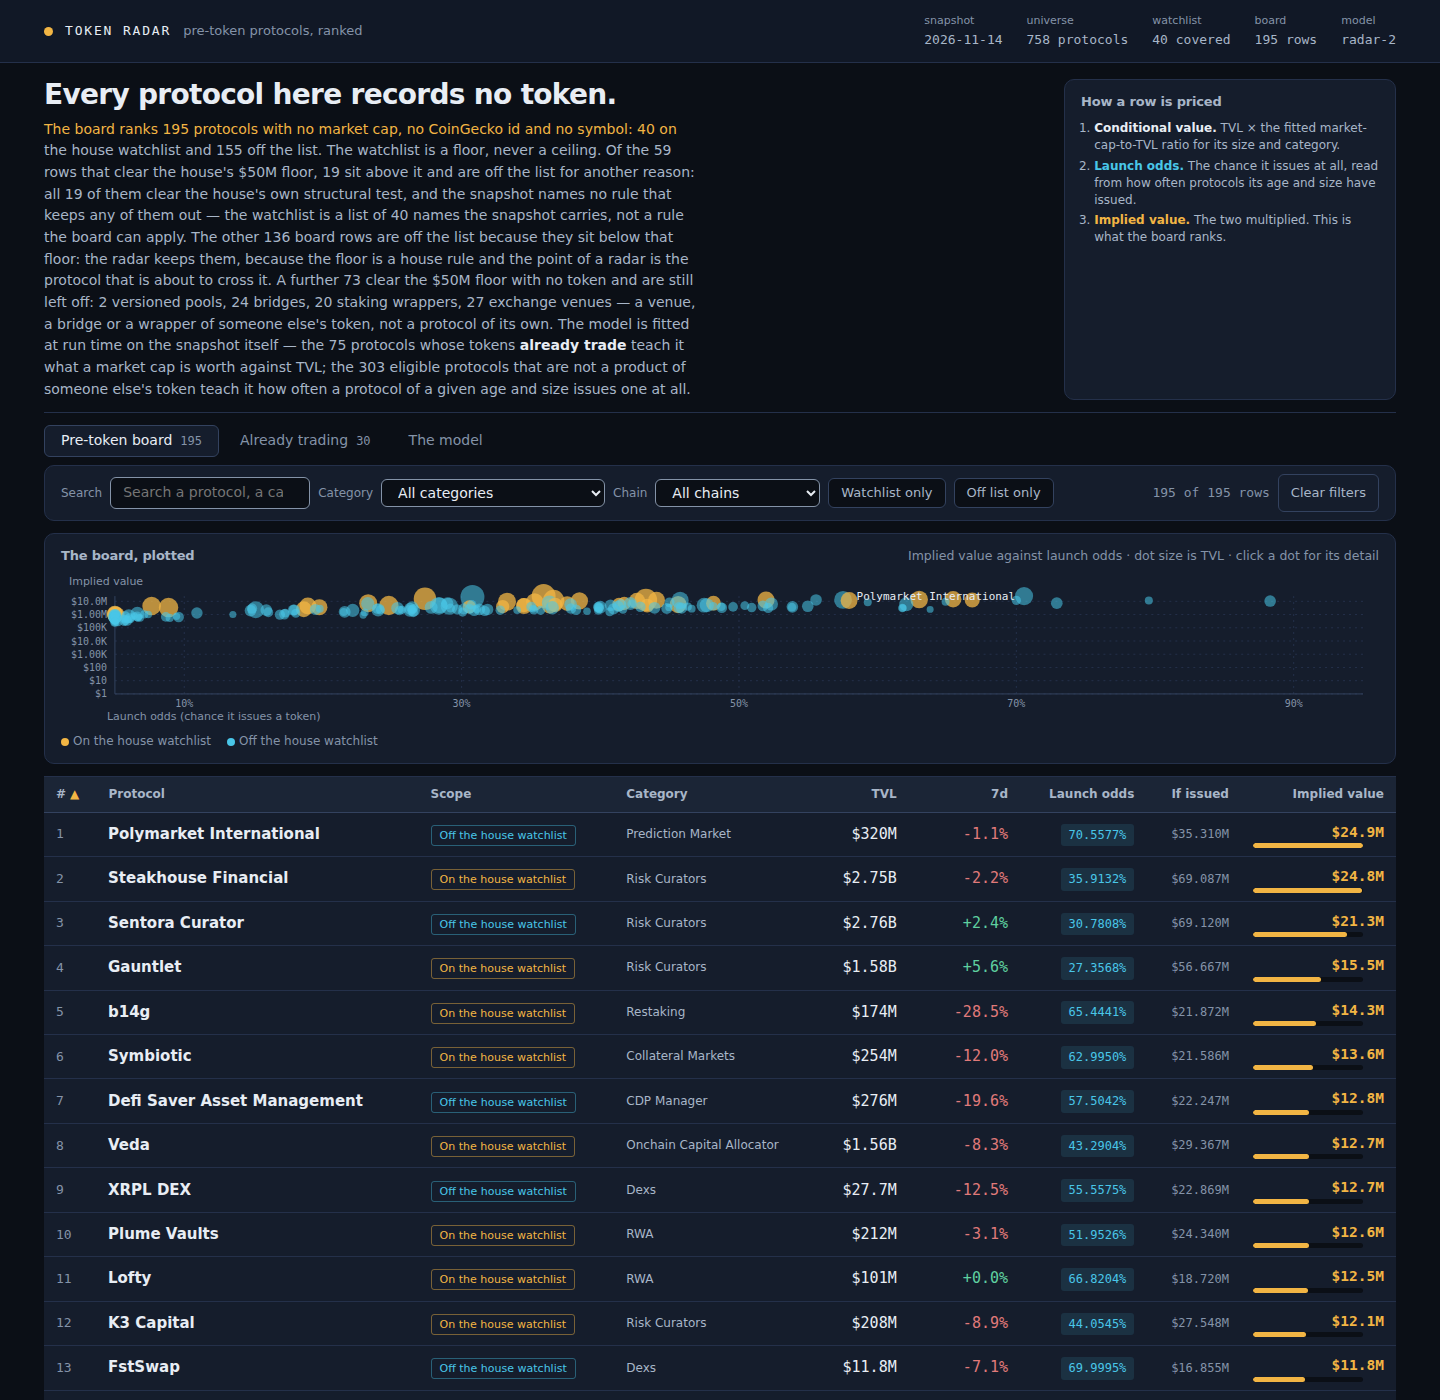 TOKEN RADAR pre-token protocols, ranked
snapshot universe watchlist board model
2026-11-14 758 protocols 40 covered 195 rows radar-2
Every protocol here records no token.
The board ranks 195 protocols with no market cap, no CoinGecko id and no symbol: 40 on
the house watchlist and 155 off the list. The watchlist is a floor, never a ceiling. Of the 59
rows that clear the house's $50M floor, 19 sit above it and are off the list for another reason:
all 19 of them clear the house's own structural test, and the snapshot names no rule that
keeps any of them out — the watchlist is a list of 40 names the snapshot carries, not a rule
the board can apply. The other 136 board rows are off the list because they sit below that
floor: the radar keeps them, because the floor is a house rule and the point of a radar is the
protocol that is about to cross it. A further 73 clear the $50M floor with no token and are still
left off: 2 versioned pools, 24 bridges, 20 staking wrappers, 27 exchange venues — a venue,
a bridge or a wrapper of someone else's token, not a protocol of its own. The model is fitted
at run time on the snapshot itself — the 75 protocols whose tokens already trade teach it
what a market cap is worth against TVL; the 303 eligible protocols that are not a product of
someone else's token teach it how often a protocol of a given age and size issues one at all.
How a row is priced
1. Conditional value. TVL × the fitted market-
cap-to-TVL ratio for its size and category.
2. Launch odds. The chance it issues at all, read
from how often protocols its age and size have
issued.
3. Implied value. The two multiplied. This is
what the board ranks.
Pre-token board 195 Already trading 30 The model
Search Search a protocol, a ca Category All categories Chain All chains Watchlist only Off list only 195 of 195 rows Clear filters
The board, plotted Implied value against launch odds · dot size is TVL · click a dot for its detail
Implied value
$10.0M
$1.00M
$100K
$10.0K
$1.00K
$100
$10
$1
Polymarket International
10% 30% 50% 70% 90%
Launch odds (chance it issues a token)
On the house watchlist Off the house watchlist
# ▲ Protocol Scope Category TVL 7d Launch odds If issued Implied value
1 Polymarket International Off the house watchlist Prediction Market $320M -1.1% 70.5577% $35.310M $24.9M
2 Steakhouse Financial On the house watchlist Risk Curators $2.75B -2.2% 35.9132% $69.087M $24.8M
3 Sentora Curator Off the house watchlist Risk Curators $2.76B +2.4% 30.7808% $69.120M $21.3M
4 Gauntlet On the house watchlist Risk Curators $1.58B +5.6% 27.3568% $56.667M $15.5M
5 b14g On the house watchlist Restaking $174M -28.5% 65.4441% $21.872M $14.3M
6 Symbiotic On the house watchlist Collateral Markets $254M -12.0% 62.9950% $21.586M $13.6M
7 Defi Saver Asset Management Off the house watchlist CDP Manager $276M -19.6% 57.5042% $22.247M $12.8M
8 Veda On the house watchlist Onchain Capital Allocator $1.56B -8.3% 43.2904% $29.367M $12.7M
9 XRPL DEX Off the house watchlist Dexs $27.7M -12.5% 55.5575% $22.869M $12.7M
10 Plume Vaults On the house watchlist RWA $212M -3.1% 51.9526% $24.340M $12.6M
11 Lofty On the house watchlist RWA $101M +0.0% 66.8204% $18.720M $12.5M
12 K3 Capital On the house watchlist Risk Curators $208M -8.9% 44.0545% $27.548M $12.1M
13 FstSwap Off the house watchlist Dexs $11.8M -7.1% 69.9995% $16.855M $11.8M